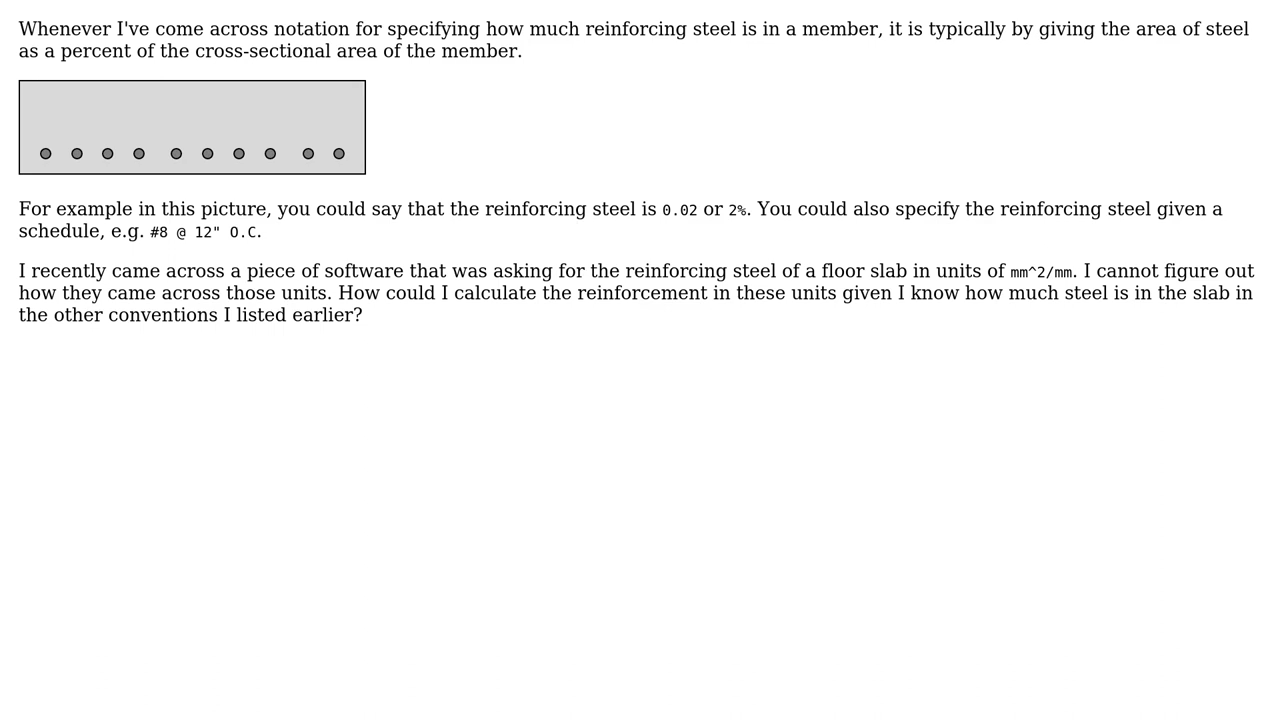 Whenever I've come across notation for specifying how much reinforcing steel is in a member, it is typically by giving the area of steel
as a percent of the cross-sectional area of the member.
For example in this picture, you could say that the reinforcing steel is 0.02 or 2%. You could also specify the reinforcing steel given a
schedule, e.g. #8 @ 12" O.C.
I recently came across a piece of software that was asking for the reinforcing steel of a floor slab in units of mm^2/mm. I cannot figure out
how they came across those units. How could I calculate the reinforcement in these units given I know how much steel is in the slab in
the other conventions I listed earlier?